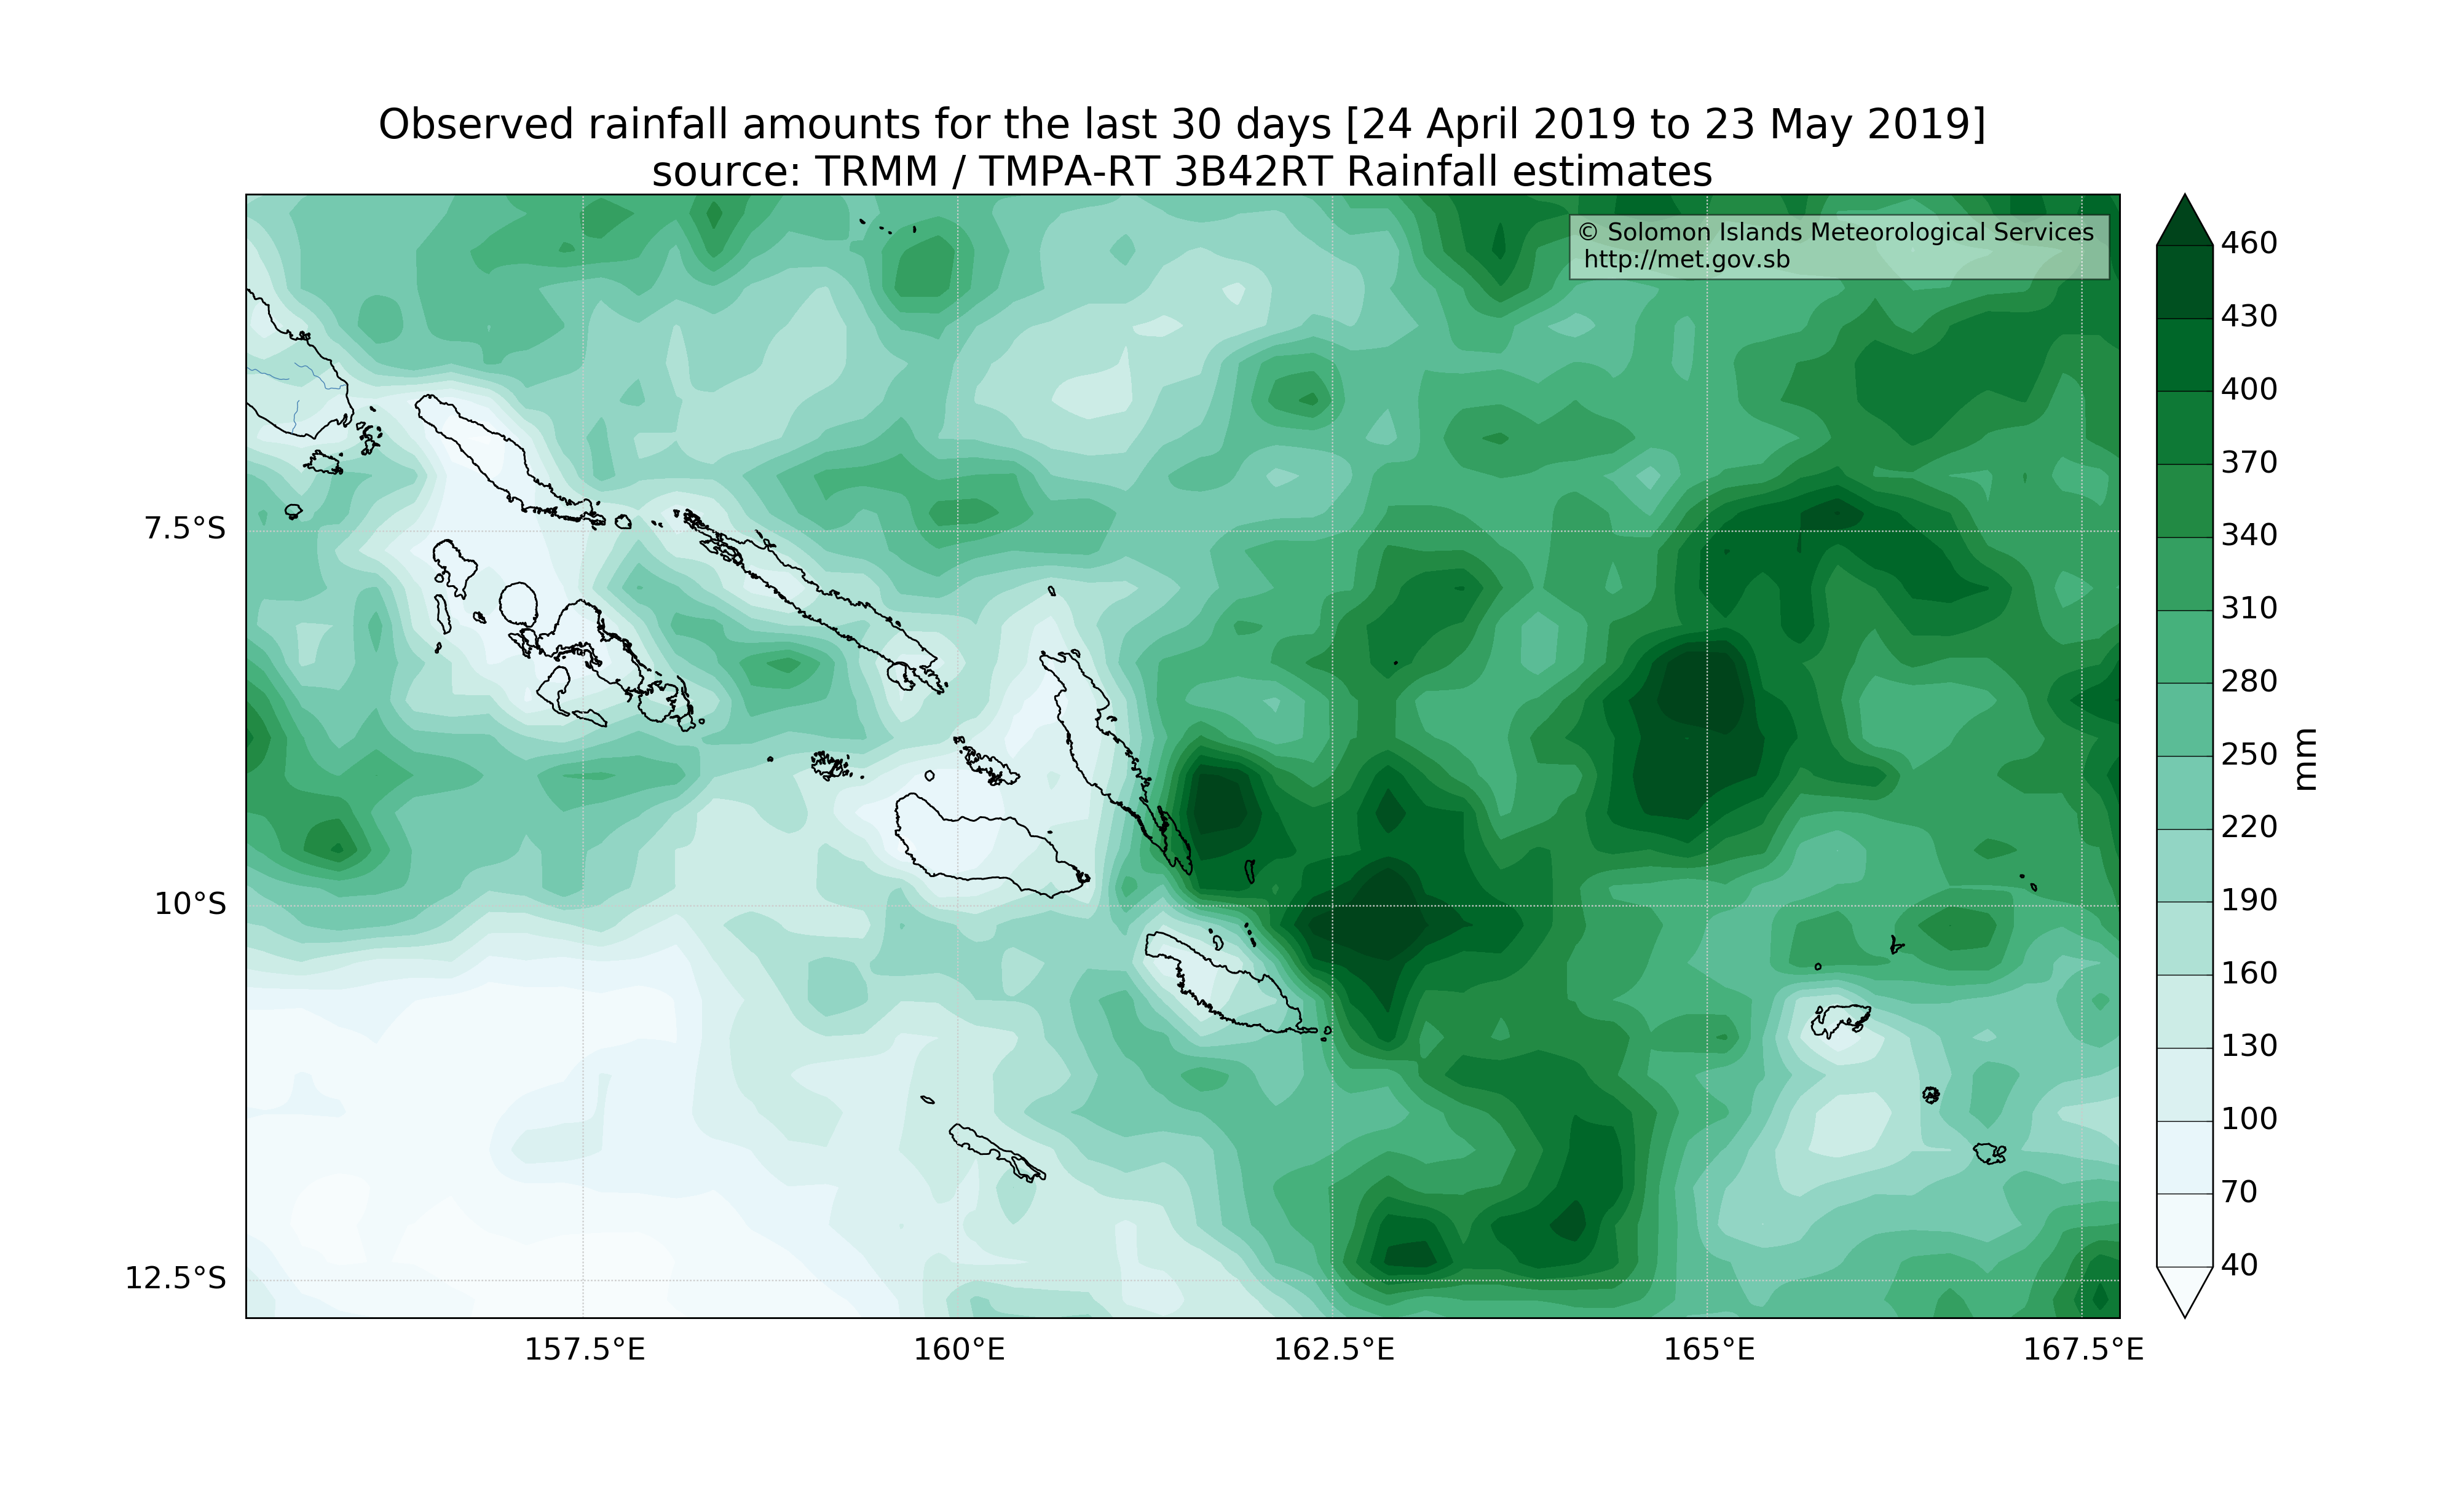 Observed rainfall amounts for the last 30 days [24 April 2019 to 23 May 2019]
source: TRMM / TMPA-RT 3B42RT Rainfall estimates
© Solomon Islands Meteorological Services
http://met.gov.sb
460
430
400
370
340
310
280
250
220
190
160
130
100
70
40
mm
7.5°S
10°S
12.5°S
157.5°E
160°E
162.5°E
165°E
167.5°E